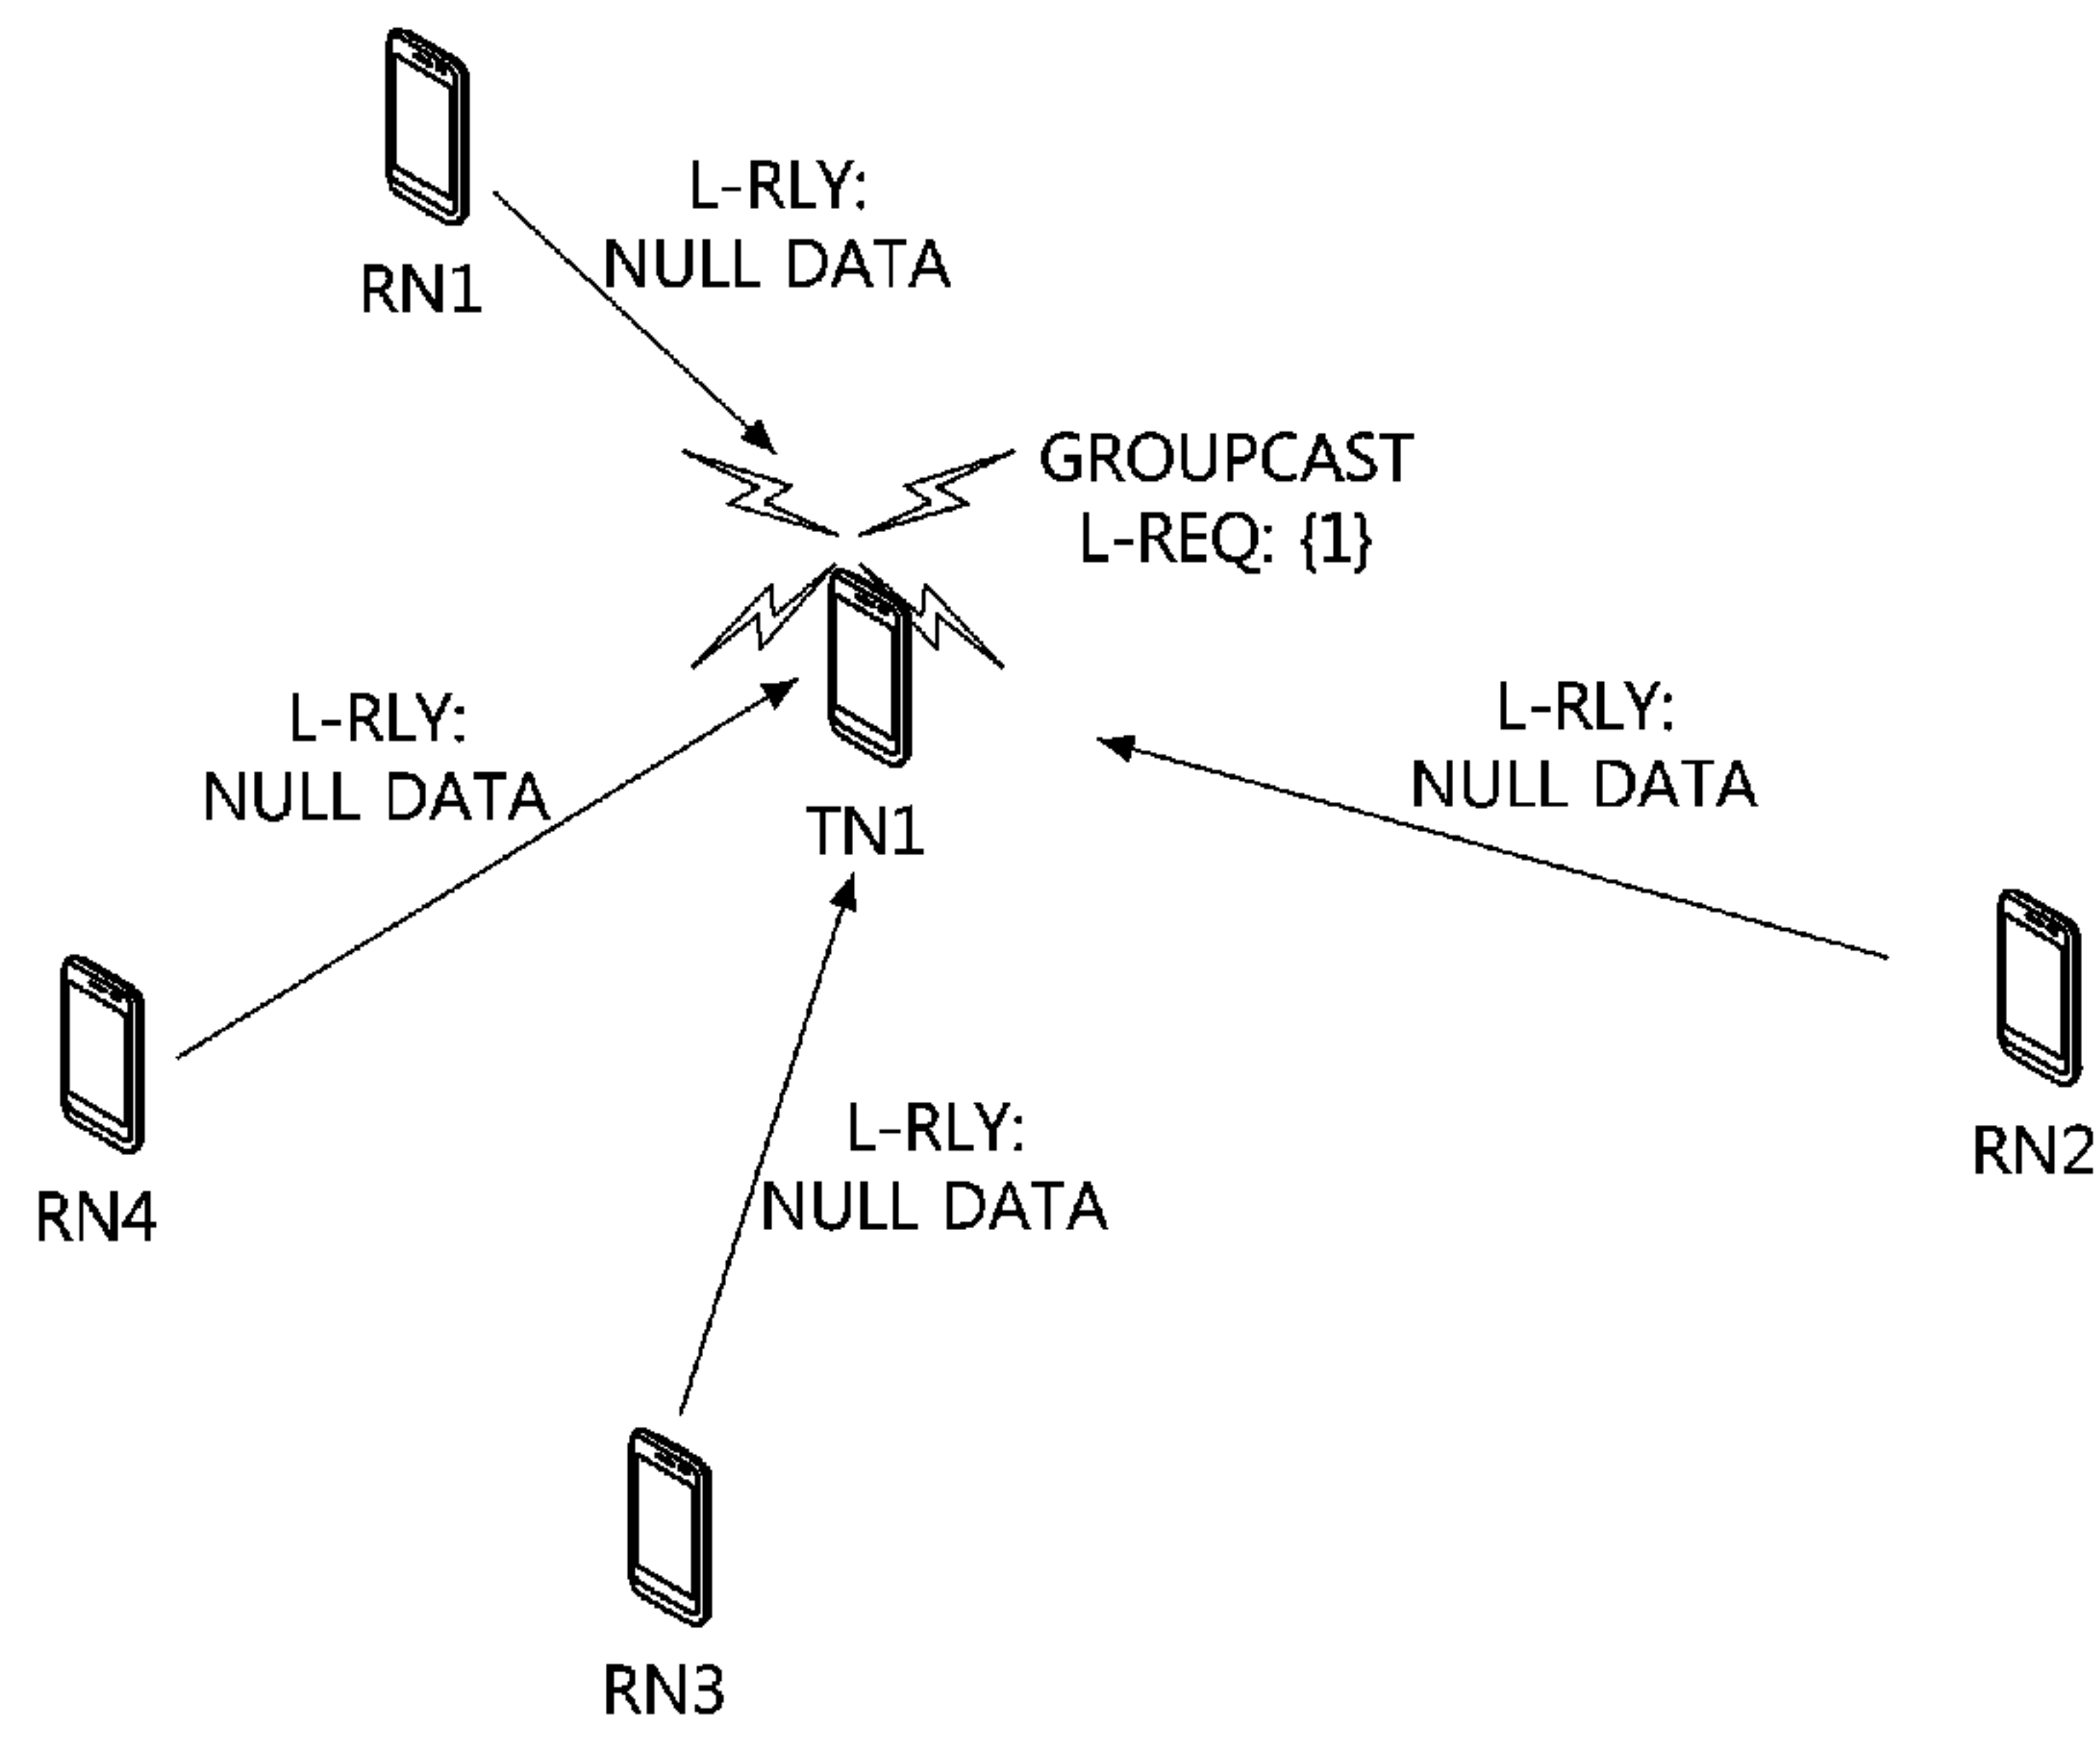 L-RLY:
NULL DATA
RN1
GROUPCAST
L-REQ: {1}
L-RLY:
NULL DATA
L-RLY:
NULL DATA
TN1
L-RLY:
NULL DATA
RN2
RN4
RN3